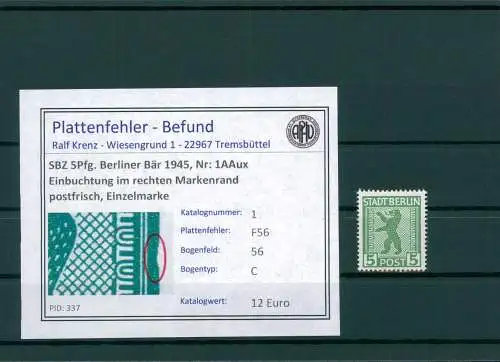 Plattenfehler - Befund
Ralf Krenz - Wiesengrund 1 - 22967 Tremsbüttel
SBZ 5Pfg. Berliner Bär 1945, Nr: 1AAux
Einbuchtung im rechten Markenrand
postfrisch, Einzelmarke
Katalognummer: 1
Plattenfehler: F56
Bogenfeld: 56
Bogentyp: C
Katalogwert: 12 Euro
PID: 337
STADT BERLIN
5 POST 5